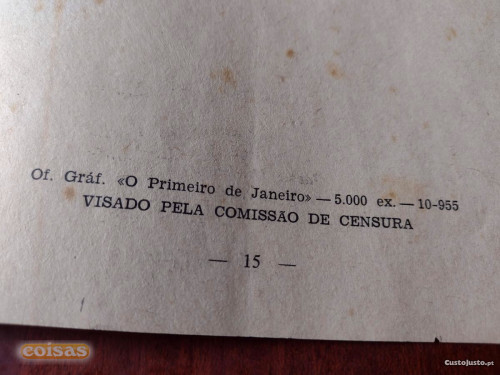 Of. Gráf. «O Primeiro de Janeiro» — 5.000 ex. — 10-955
VISADO PELA COMISSÃO DE CENSURA
— 15 —
coisas
CustoJusto.pt